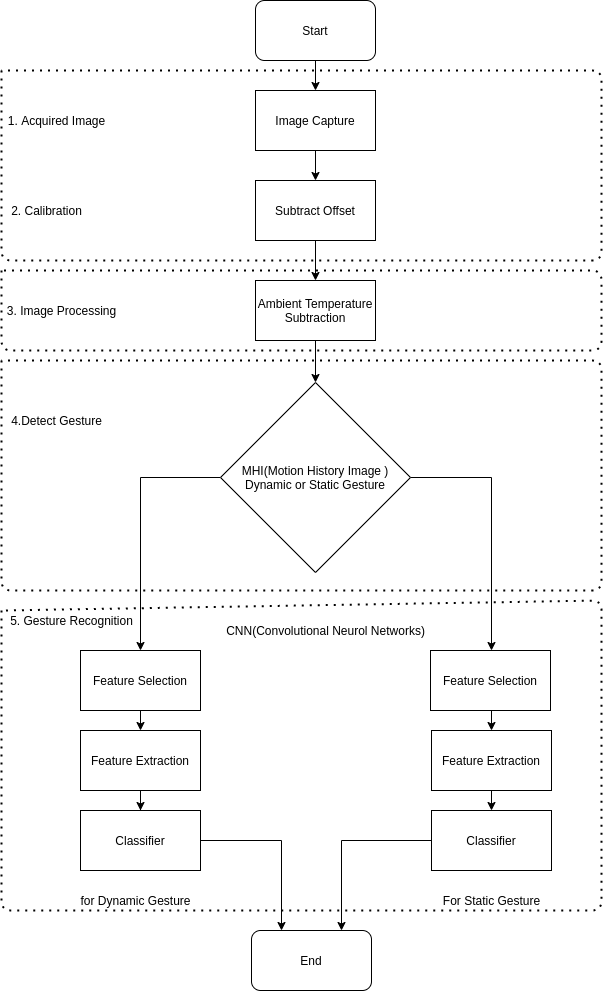 Start
1. Acquired Image
Image Capture
2. Calibration
Subtract Offset
3. Image Processing
Ambient Temperature
Subtraction
4.Detect Gesture
MHI(Motion History Image )
Dynamic or Static Gesture
5. Gesture Recognition
CNN(Convolutional Neurol Networks)
Feature Selection
Feature Selection
Feature Extraction
Feature Extraction
Classifier
Classifier
for Dynamic Gesture
For Static Gesture
End